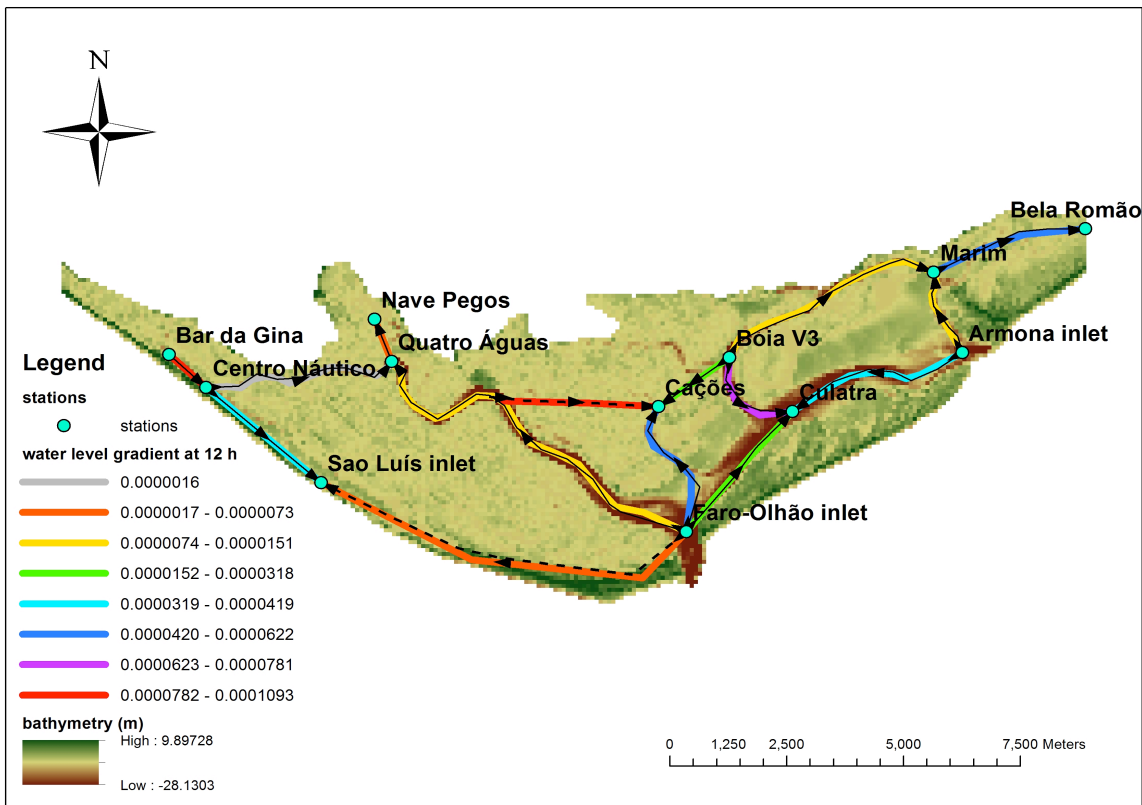 N
Bela Romão
Marim
Nave Pegos
Bar da Gina
Quatro Águas
Bóia V3
Armona inlet
Legend
Centro Náutico
Cações
Culatra
stations
stations
water level gradient at 12 h
Sao Luís inlet
0.0000016
0.0000017 - 0.0000073
Faro-Olhão inlet
0.0000074 - 0.0000151
0.0000152 - 0.0000318
0.0000319 - 0.0000419
0.0000420 - 0.0000622
0.0000623 - 0.0000781
0.0000782 - 0.0001093
bathymetry (m)
High : 9.89728
Low : -28.1303
0 1,250 2,500 5,000 7,500 Meters